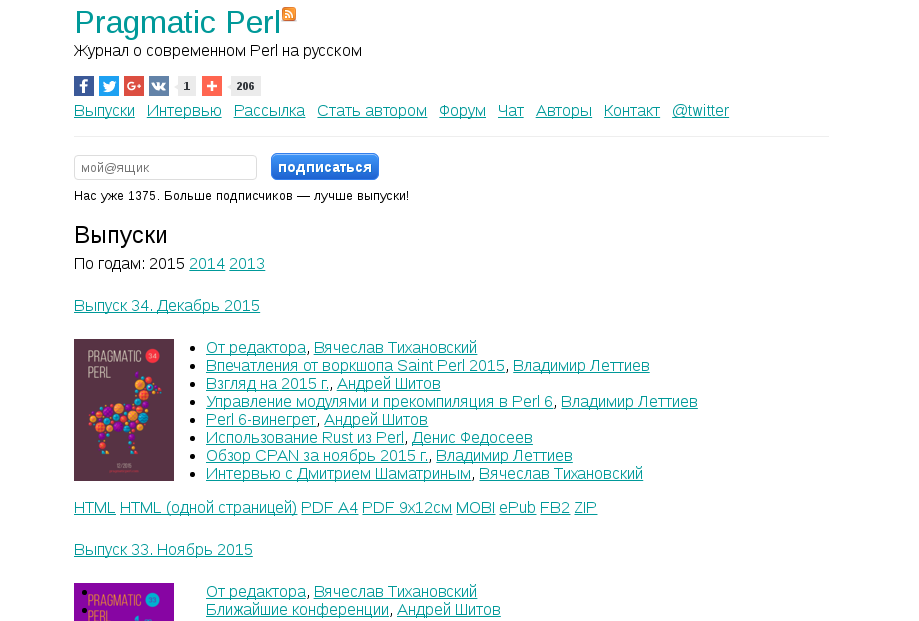 Pragmatic Perl
Журнал о современном Perl на русском
1 206
Выпуски Интервью Рассылка Стать автором Форум Чат Авторы Контакт @twitter
мой@ящик подписаться
Нас уже 1375. Больше подписчиков — лучше выпуски!
Выпуски
По годам: 2015 2014 2013
Выпуск 34. Декабрь 2015
PRAGMATIC 34
PERL
От редактора, Вячеслав Тихановский
Впечатления от воркшопа Saint Perl 2015, Владимир Леттиев
Взгляд на 2015 г., Андрей Шитов
Управление модулями и прекомпиляция в Perl 6, Владимир Леттиев
Perl 6-винегрет, Андрей Шитов
Использование Rust из Perl, Денис Федосеев
Обзор CPAN за ноябрь 2015 г., Владимир Леттиев
Интервью с Дмитрием Шаматриным, Вячеслав Тихановский
HTML HTML (одной страницей) PDF A4 PDF 9x12см MOBI ePub FB2 ZIP
Выпуск 33. Ноябрь 2015
PRAGMATIC 33
PERL
От редактора, Вячеслав Тихановский
Ближайшие конференции, Андрей Шитов